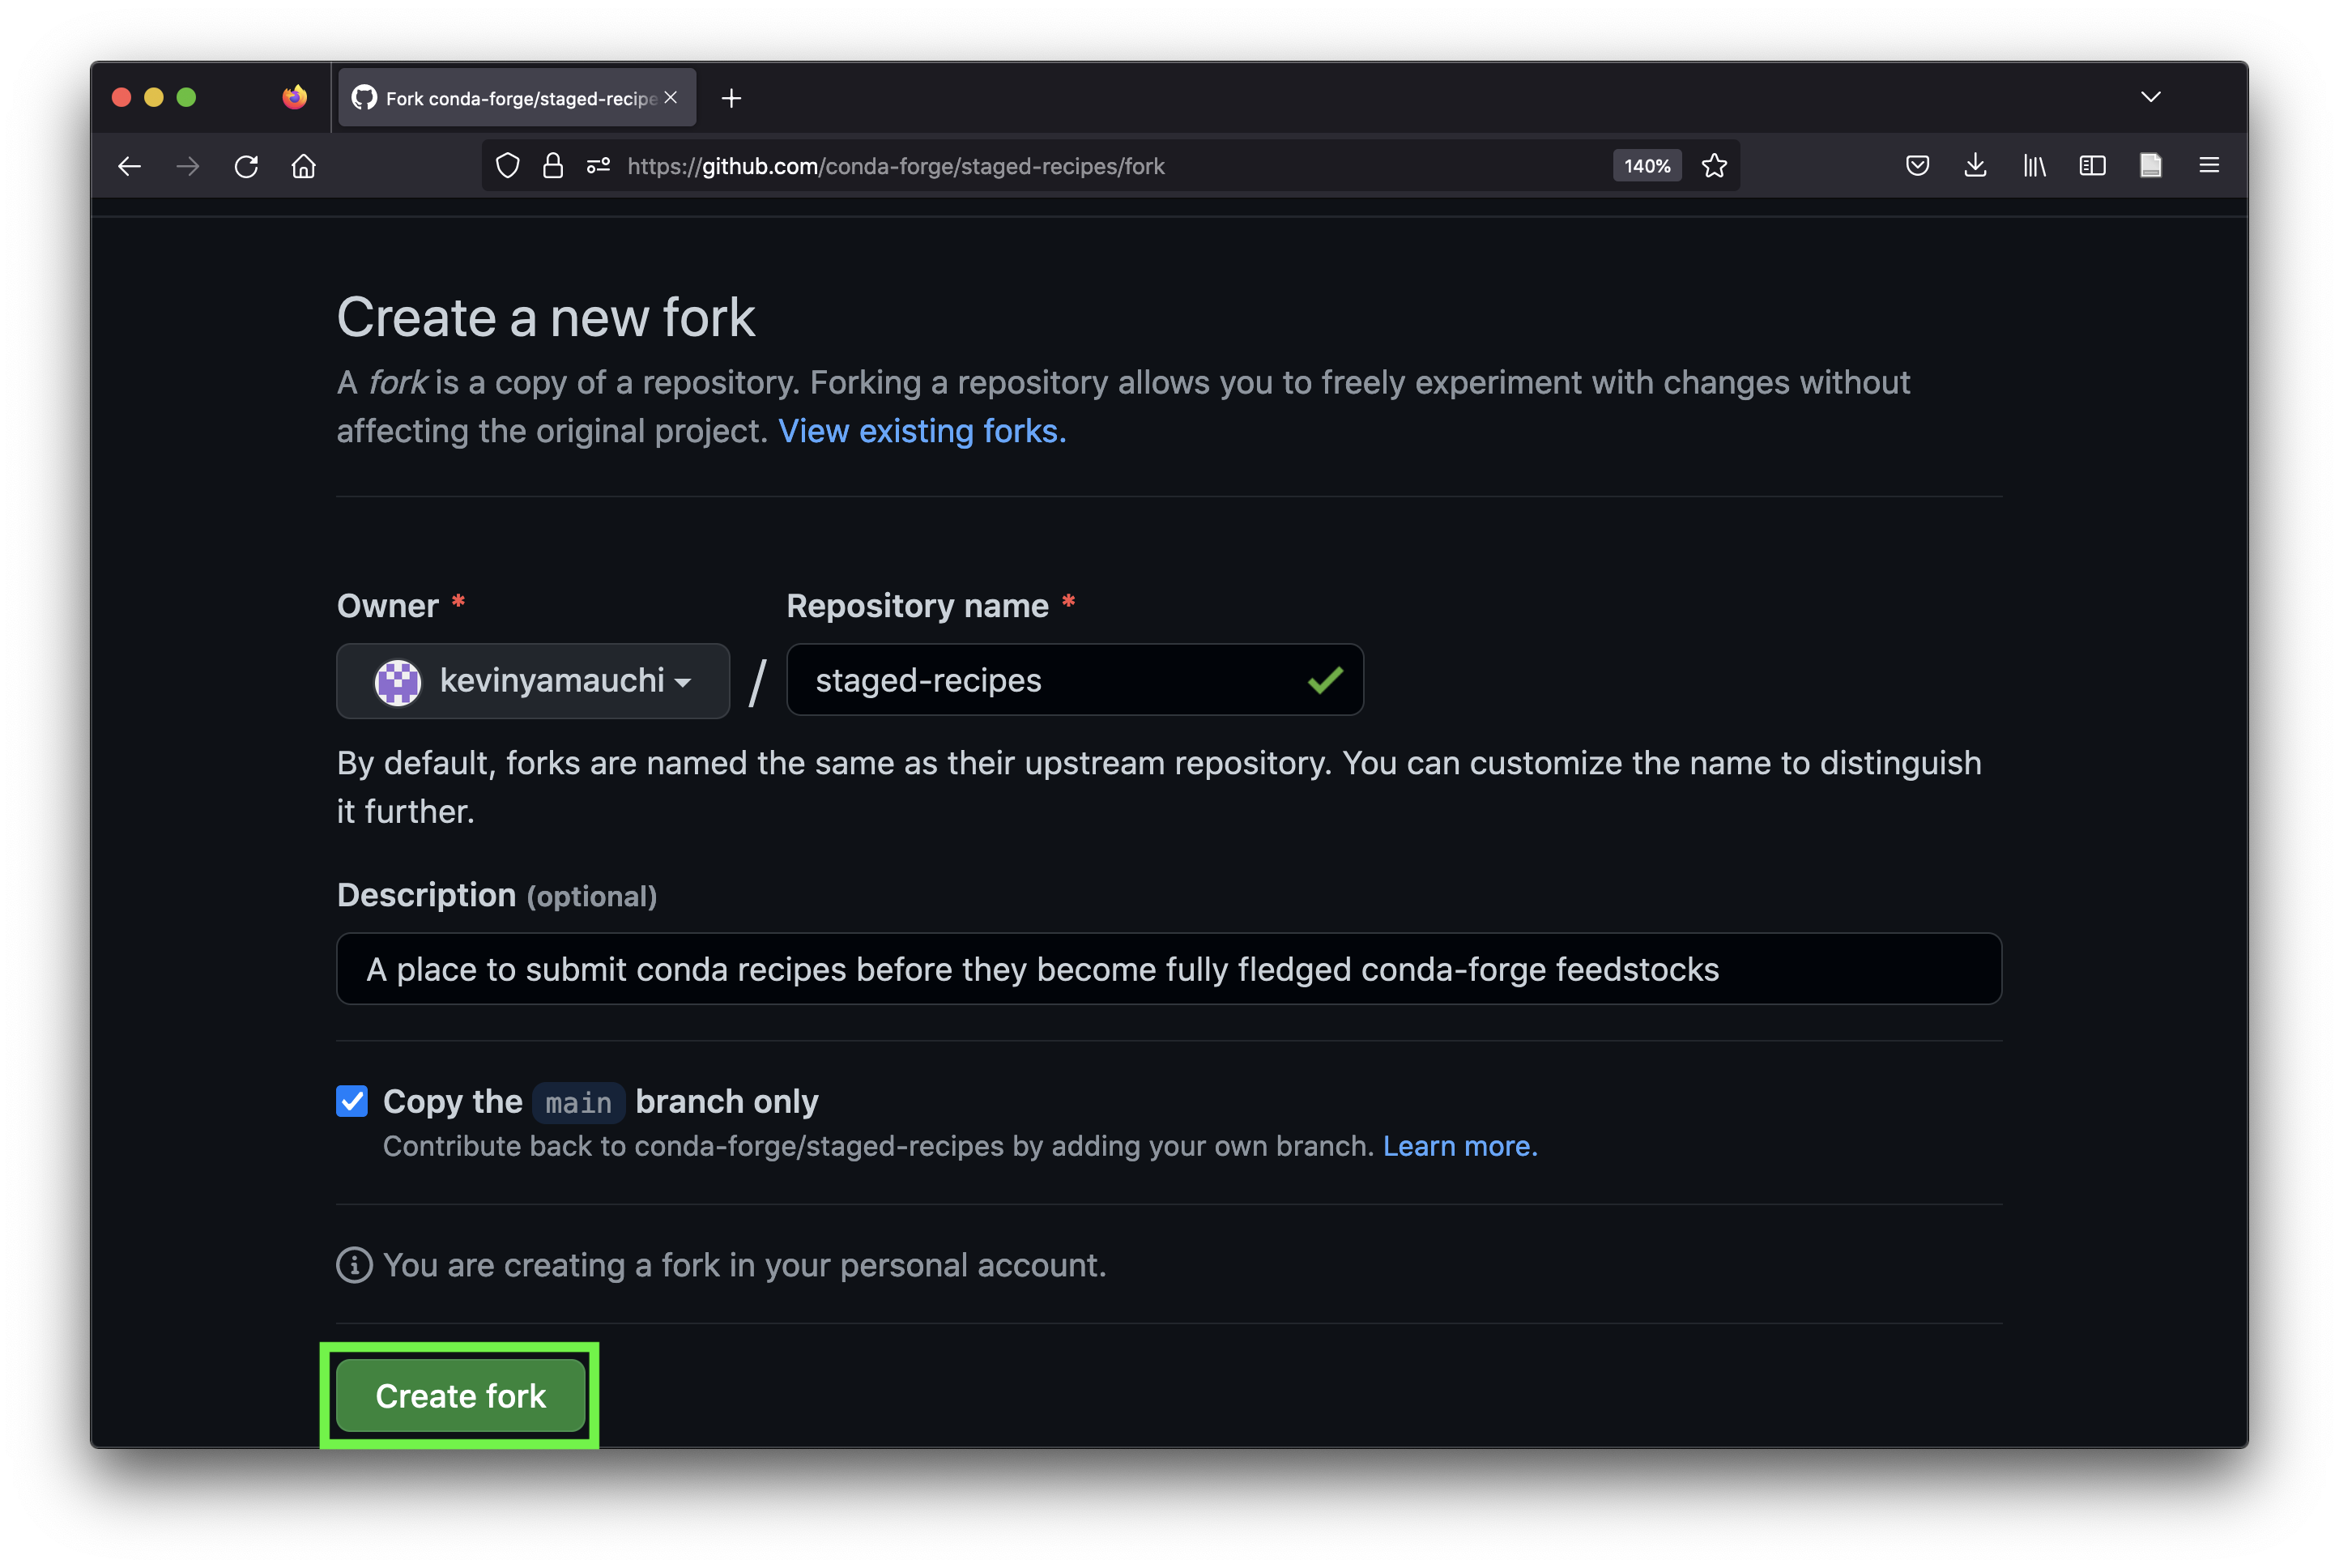 Fork conda-forge/staged-recipe
https://github.com/conda-forge/staged-recipes/fork
140%
Create a new fork
A fork is a copy of a repository. Forking a repository allows you to freely experiment with changes without
affecting the original project. View existing forks.
Owner *
Repository name *
kevinyamauchi / staged-recipes
By default, forks are named the same as their upstream repository. You can customize the name to distinguish
it further.
Description (optional)
A place to submit conda recipes before they become fully fledged conda-forge feedstocks
Copy the main branch only
Contribute back to conda-forge/staged-recipes by adding your own branch. Learn more.
You are creating a fork in your personal account.
Create fork